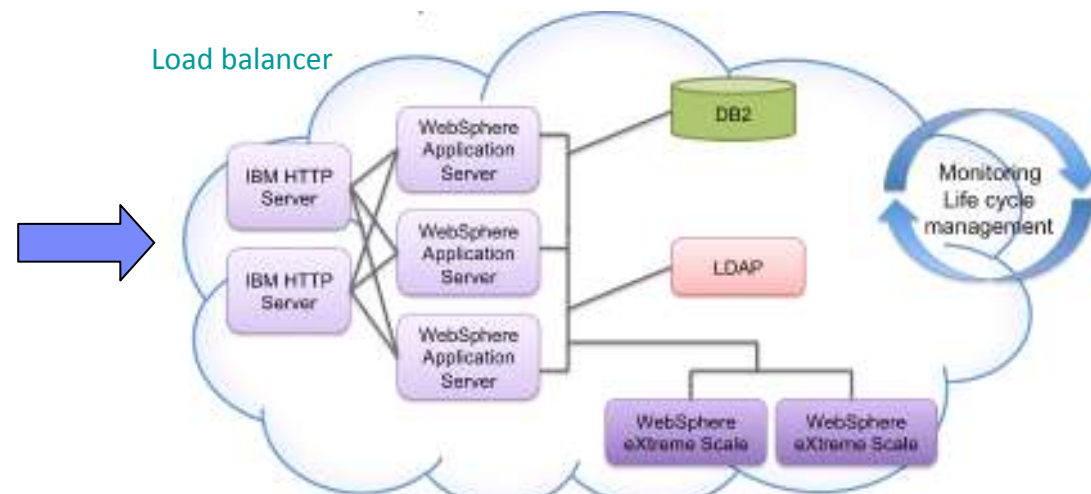 Load balancer
IBM HTTP
Server
IBM HTTP
Server
WebSphere
Application
Server
WebSphere
Application
Server
WebSphere
Application
Server
DB2
LDAP
WebSphere
eXtreme Scale
WebSphere
eXtreme Scale
Monitoring
Life cycle
management